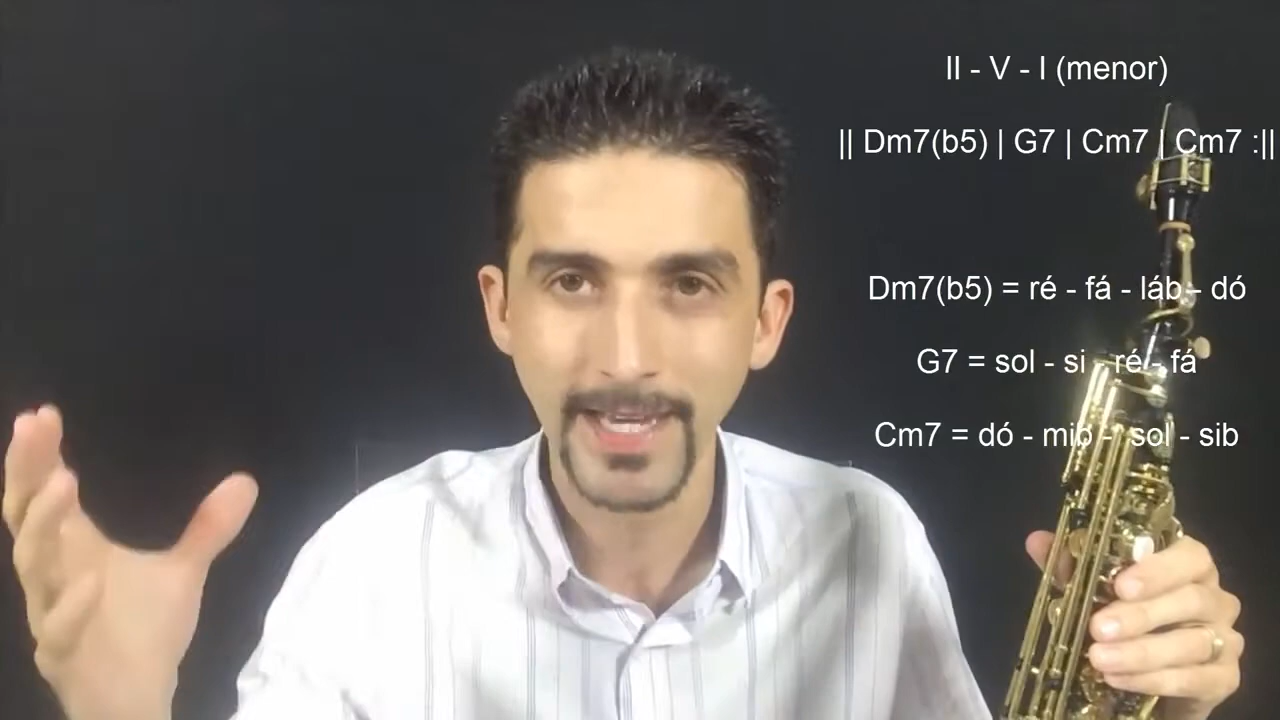 II - V - I (menor)
|| Dm7(b5) | G7 | Cm7 | Cm7 :||
Dm7(b5) = ré - fá - láb - dó
G7 = sol - si - ré - fá
Cm7 = dó - mib - sol - sib